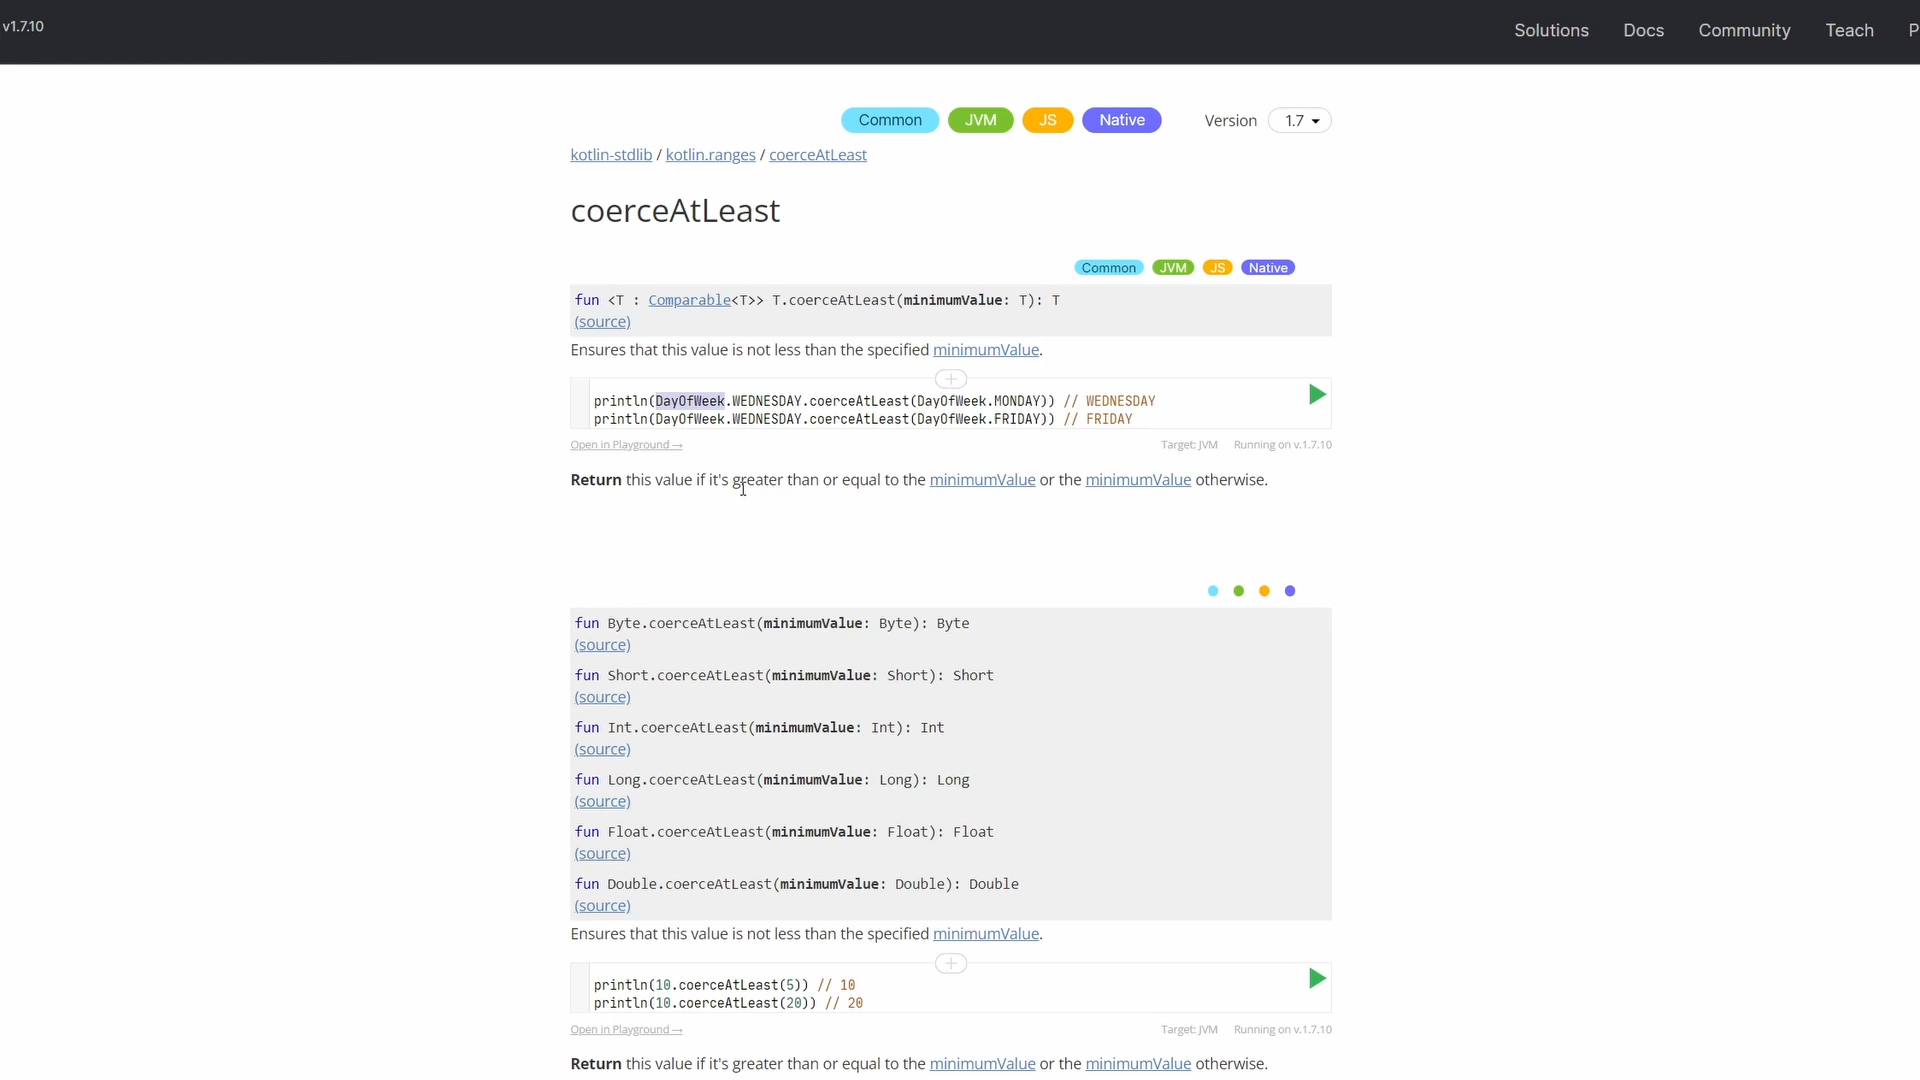 v1.7.10
Solutions Docs Community Teach P
Common JVM JS Native Version 1.7
kotlin-stdlib / kotlin.ranges / coerceAtLeast
coerceAtLeast
Common JVM JS Native
fun <T : Comparable<T>> T.coerceAtLeast(minimumValue: T): T
(source)
Ensures that this value is not less than the specified minimumValue.
println(DayOfWeek.WEDNESDAY.coerceAtLeast(DayOfWeek.MONDAY)) // WEDNESDAY
println(DayOfWeek.WEDNESDAY.coerceAtLeast(DayOfWeek.FRIDAY)) // FRIDAY
Open in Playground → Target: JVM Running on v.1.7.10
Return this value if it's greater than or equal to the minimumValue or the minimumValue otherwise.
fun Byte.coerceAtLeast(minimumValue: Byte): Byte
(source)
fun Short.coerceAtLeast(minimumValue: Short): Short
(source)
fun Int.coerceAtLeast(minimumValue: Int): Int
(source)
fun Long.coerceAtLeast(minimumValue: Long): Long
(source)
fun Float.coerceAtLeast(minimumValue: Float): Float
(source)
fun Double.coerceAtLeast(minimumValue: Double): Double
(source)
Ensures that this value is not less than the specified minimumValue.
println(10.coerceAtLeast(5)) // 10
println(10.coerceAtLeast(20)) // 20
Open in Playground → Target: JVM Running on v.1.7.10
Return this value if it's greater than or equal to the minimumValue or the minimumValue otherwise.